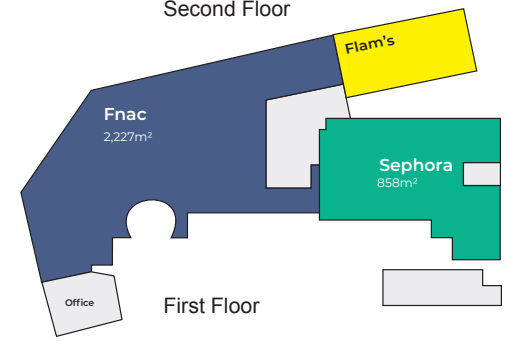 Second Floor
Flam's
Fnac
2,227m²
Sephora
858m²
Office
First Floor